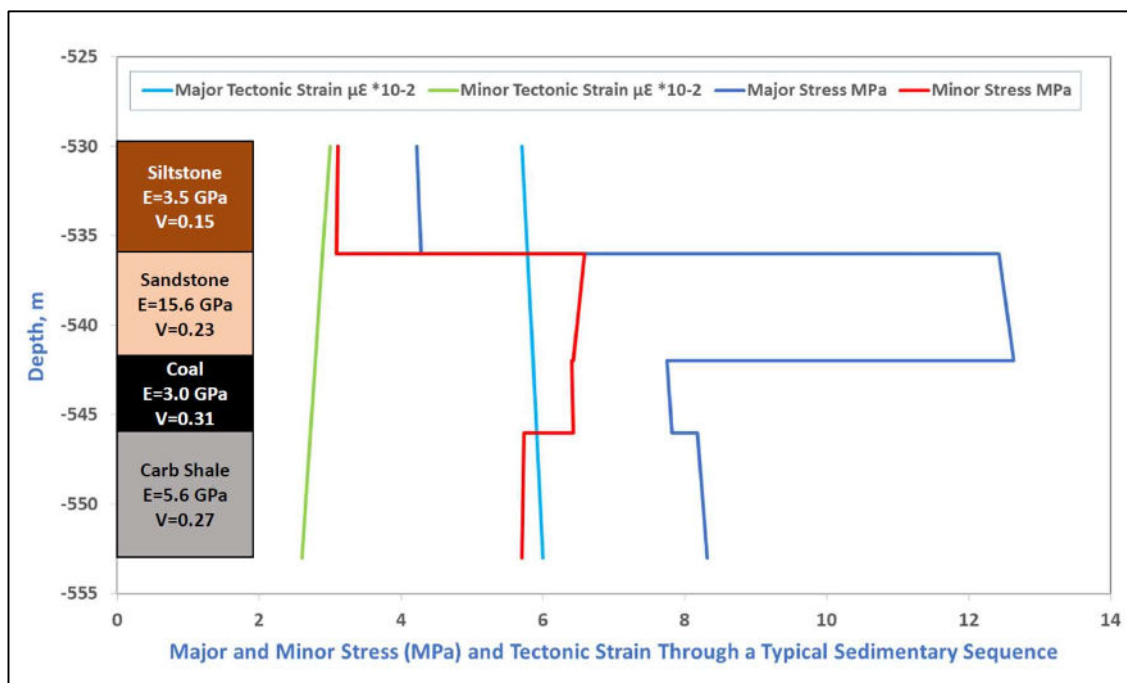 -525
Major Tectonic Strain µƐ *10-2 Minor Tectonic Strain µƐ *10-2 Major Stress MPa Minor Stress MPa
-530
Siltstone
E=3.5 GPa
V=0.15
-535
Sandstone
E=15.6 GPa
V=0.23
-540
Coal
E=3.0 GPa
V=0.31
-545
Carb Shale
E=5.6 GPa
V=0.27
-550
-555
Depth, m
0 2 4 6 8 10 12 14
Major and Minor Stress (MPa) and Tectonic Strain Through a Typical Sedimentary Sequence